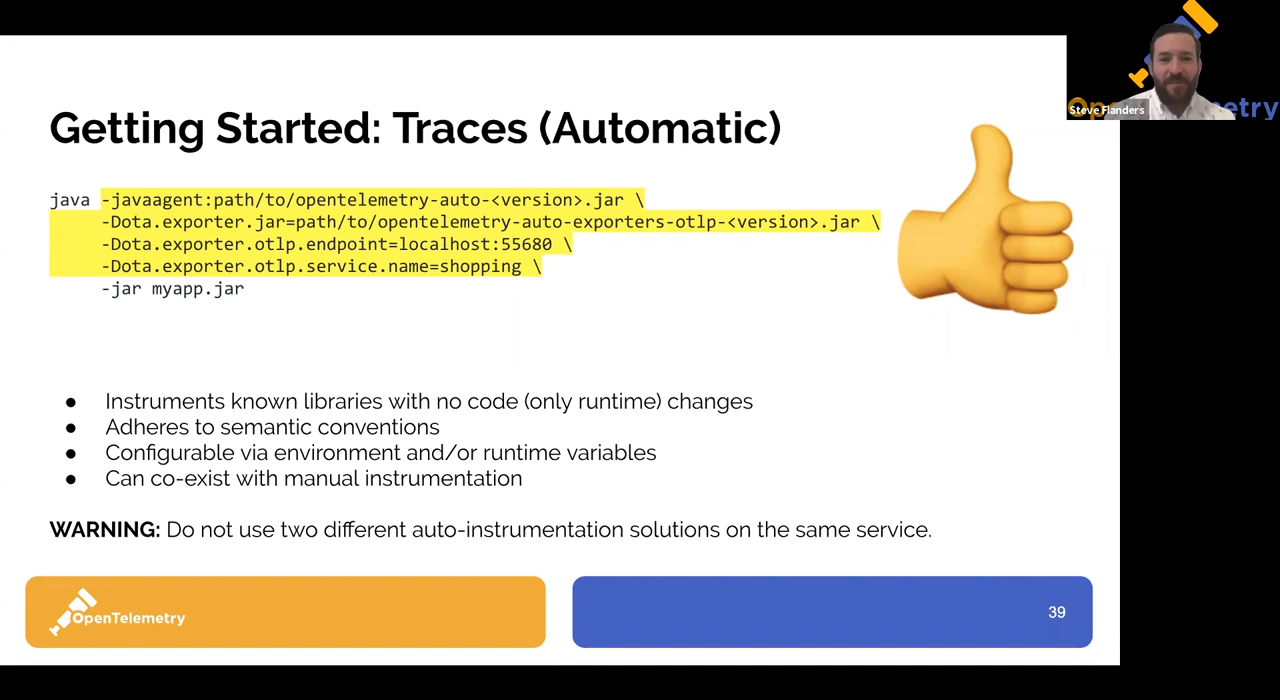 Getting Started: Traces (Automatic)
java -javaagent:path/to/opentelemetry-auto-<version>.jar \
-Dota.exporter.jar=path/to/opentelemetry-auto-exporters-otlp-<version>.jar \
-Dota.exporter.otlp.endpoint=localhost:55680 \
-Dota.exporter.otlp.service.name=shopping \
-jar myapp.jar
● Instruments known libraries with no code (only runtime) changes
● Adheres to semantic conventions
● Configurable via environment and/or runtime variables
● Can co-exist with manual instrumentation
WARNING: Do not use two different auto-instrumentation solutions on the same service.
OpenTelemetry
39
Steve Flanders